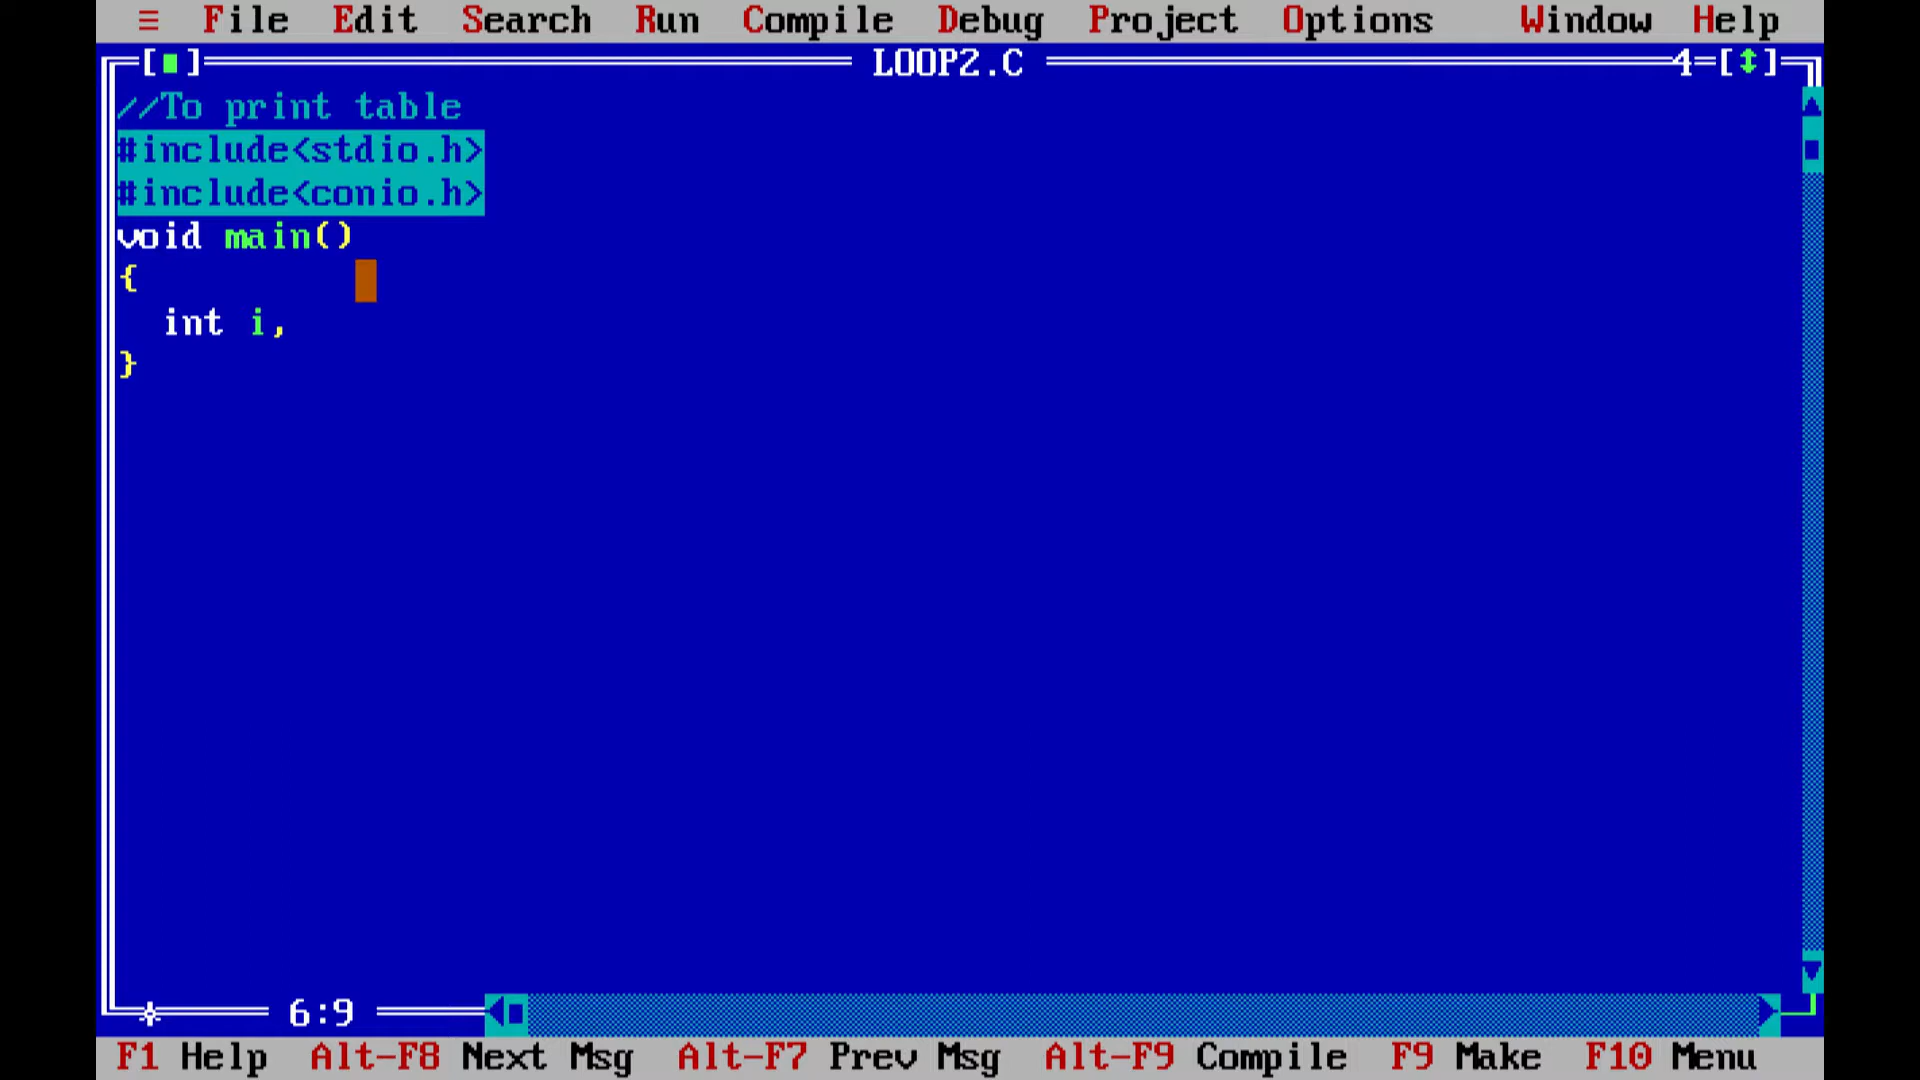 ≡ File Edit Search Run Compile Debug Project Options Window Help
[■] LOOP2.C 4=[↕]
//To print table
#include<stdio.h>
#include<conio.h>
void main()
{
int i,
}
6:9
F1 Help Alt-F8 Next Msg Alt-F7 Prev Msg Alt-F9 Compile F9 Make F10 Menu